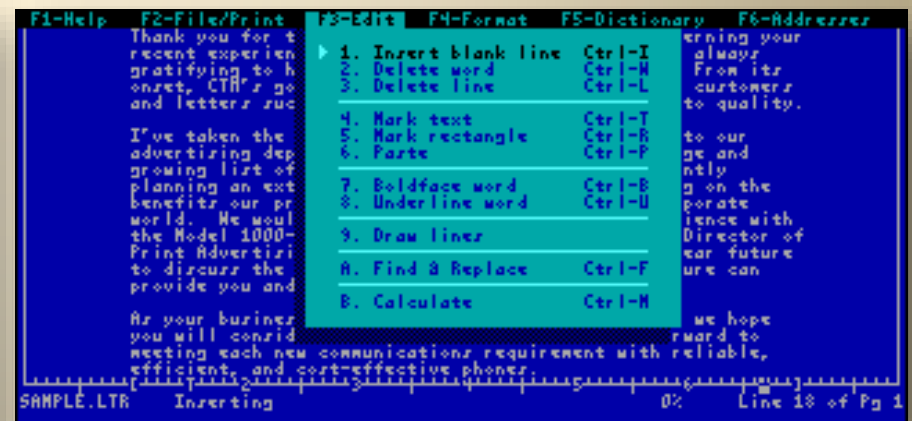 F1-Help F2-File/Print F3-Edit F4-Format F5-Dictionary F6-Addresses
Thank you for t erning your
recent experien 1. Insert blank line Ctrl-I always
gratifying to h 2. Delete word Ctrl-W From its
onset, CTM's go 3. Delete line Ctrl-L customers
and letters suc to quality.
4. Mark text Ctrl-T
I've taken the 5. Mark rectangle Ctrl-R to our
advertising dep 6. Paste Ctrl-P ge and
growing list of ntly
planning an ext 7. Boldface word Ctrl-B g on the
benefits our pr 8. Underline word Ctrl-U porate
world. We woul ience with
the Model 1000- 9. Draw lines Director of
Print Advertisi ear future
to discuss the A. Find & Replace Ctrl-F ure can
provide you and
B. Calculate Ctrl-M
As your busines we hope
you will consid rward to
meeting each new communications requirement with reliable,
efficient, and cost-effective phones.
[ T 2 3 4 5 6 ]
SAMPLE.LTR Inserting 0% Line 18 of Pg 1